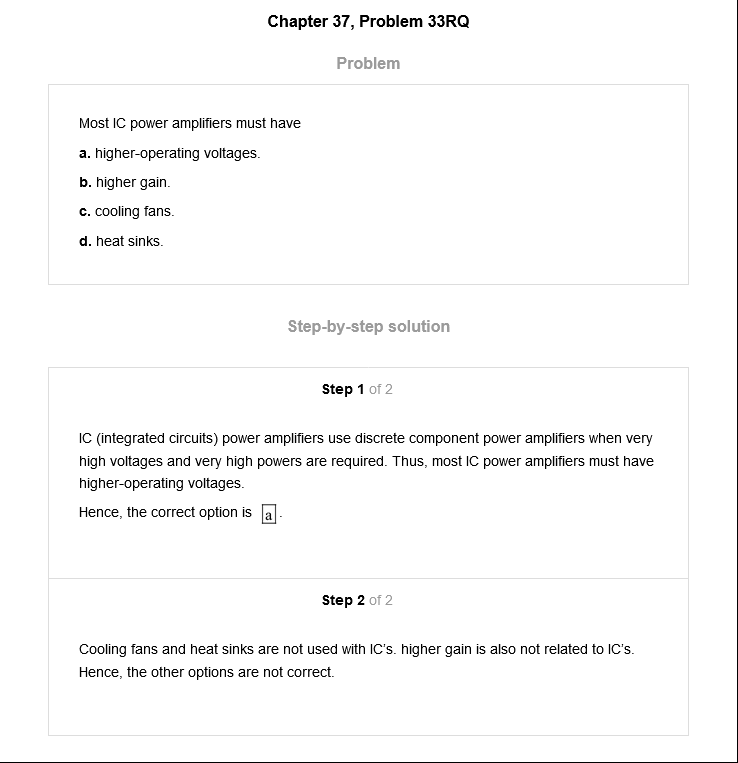 Chapter 37, Problem 33RQ
Problem
Most IC power amplifiers must have
a. higher-operating voltages.
b. higher gain.
c. cooling fans.
d. heat sinks.
Step-by-step solution
Step 1 of 2
IC (integrated circuits) power amplifiers use discrete component power amplifiers when very
high voltages and very high powers are required. Thus, most IC power amplifiers must have
higher-operating voltages.
Hence, the correct option is a.
Step 2 of 2
Cooling fans and heat sinks are not used with IC's. higher gain is also not related to IC's.
Hence, the other options are not correct.